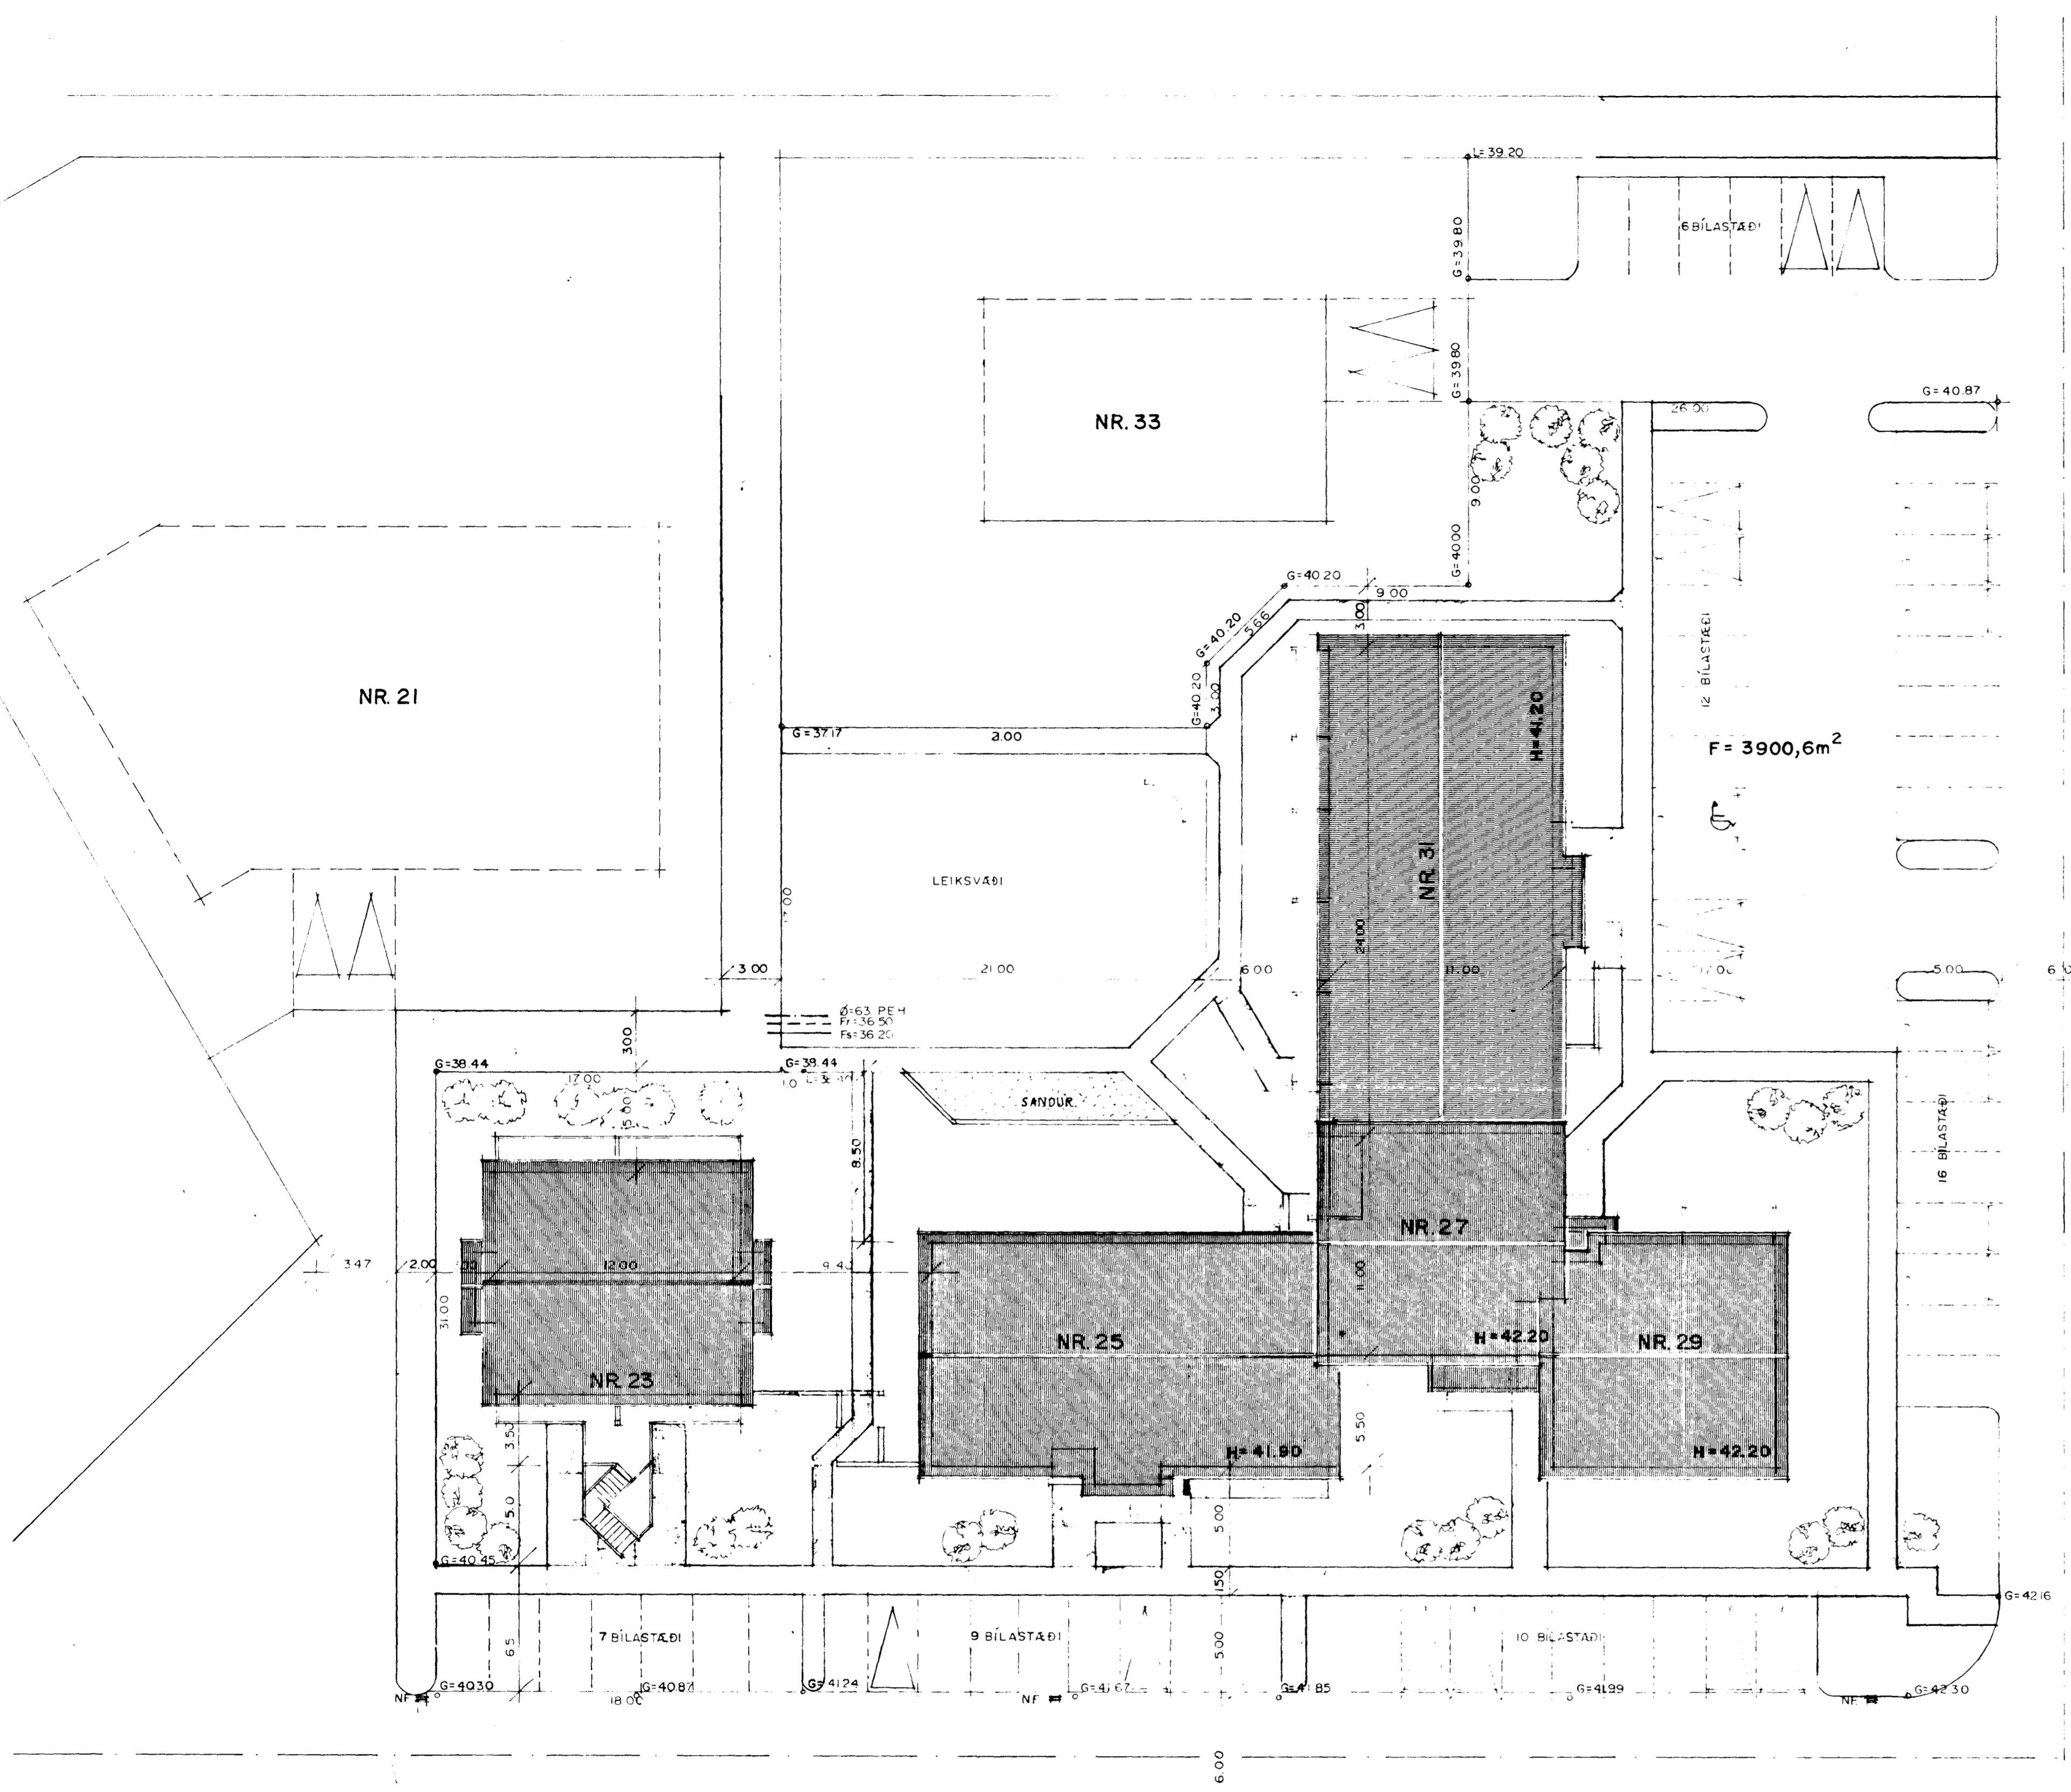 L=39.20
6 BÍLASTÆÐI
G=39.80
G=39.80
G=40.87
26.00
NR. 33
9.00
G=40.00
G=40.20
9.00
3.00
5.66
G=40.20
G=40.20
3.00
12 BÍLASTÆÐI
NR. 21
H=41.20
G=37.17
F= 3900,6m²
NR. 31
LEIKSVÆÐI
24.00
3.00
21.00
6.00
11.00
5.00
Ø=63 PEH
Fr=36.50
Fs=36.20
3.00
G=38.44
G=38.44
17.00
SANDUR.
5.00
8.50
16 BÍLASTÆÐI
NR. 27
3.47
2.00
12.00
9.40
11.00
31.00
NR. 25
H=42.20
NR. 29
NR. 23
3.50
5.50
H=41.90
H=42.20
5.0
5.00
G=40.45
1.50
G=42.16
7 BÍLASTÆÐI
9 BÍLASTÆÐI
10 BÍLASTÆÐI
6.5
5.00
NF
G=40.30
18.00
G=40.87
G=41.24
NF
G=41.67
G=41.85
G=41.99
NF
G=42.30
6.00